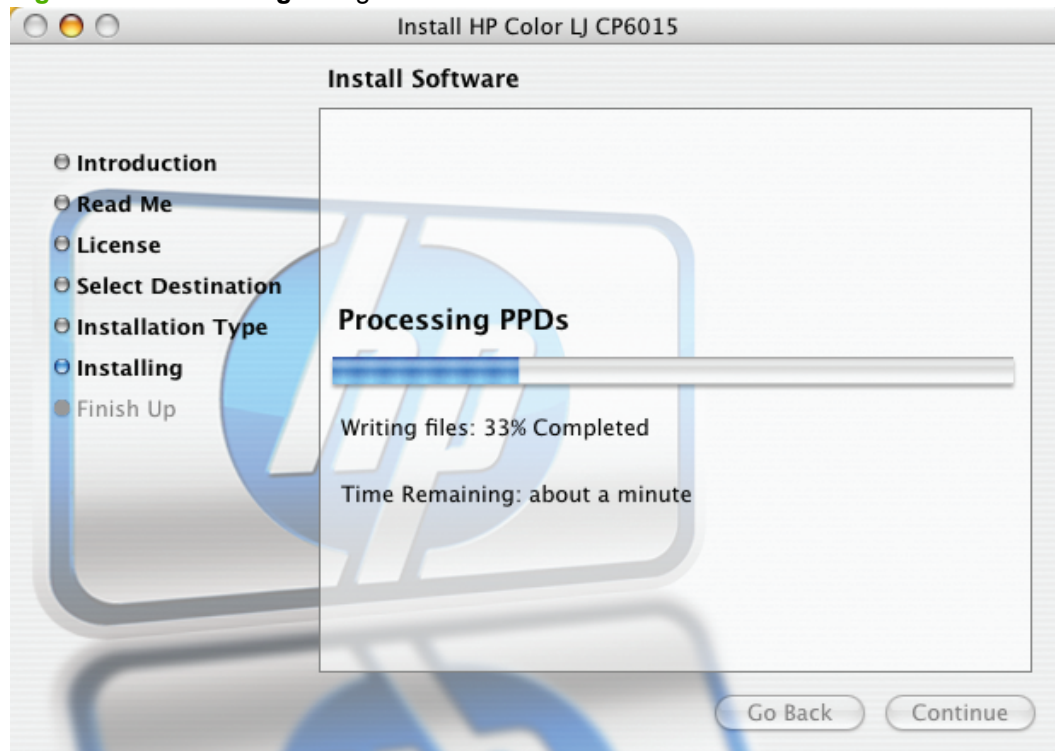 Install HP Color LJ CP6015
Install Software
Introduction
Read Me
License
Select Destination
Installation Type
Installing
Finish Up
Processing PPDs
Writing files: 33% Completed
Time Remaining: about a minute
hp
Go Back
Continue